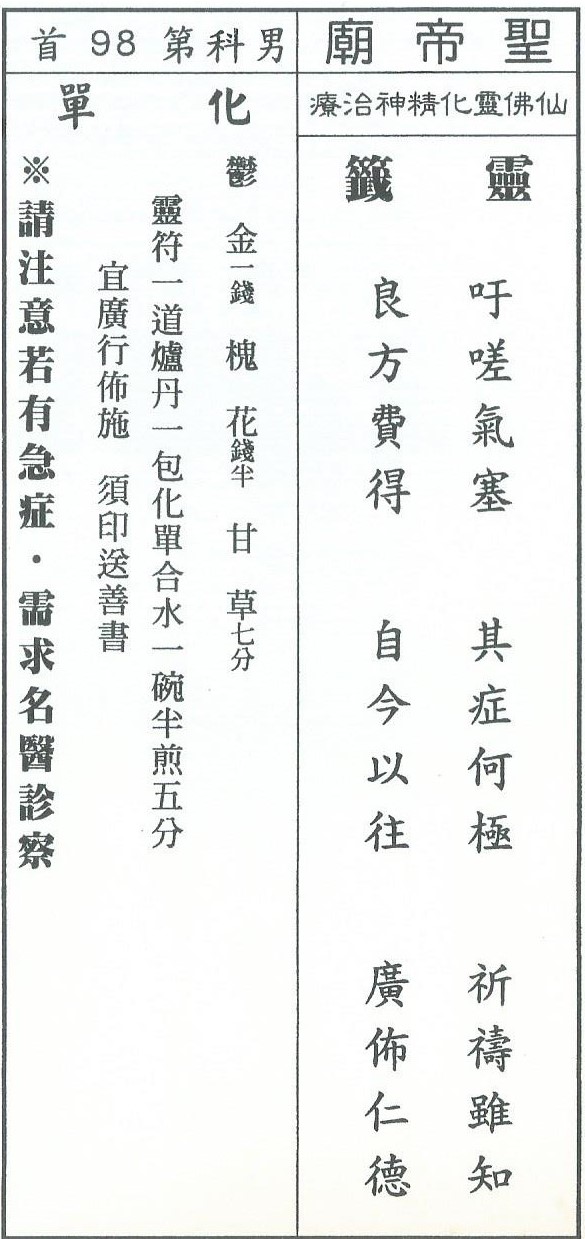 聖帝廟
仙佛靈化精神治療
靈籤
吁嗟氣塞 其症何極 祈禱雖知
良方費得 自今以往 廣佈仁德
男科第98首
化單
鬱金一錢 槐花錢半 甘草七分
靈符一道爐丹一包化單合水一碗半煎五分
宜廣行佈施 須印送善書
※請注意若有急症・需求名醫診察